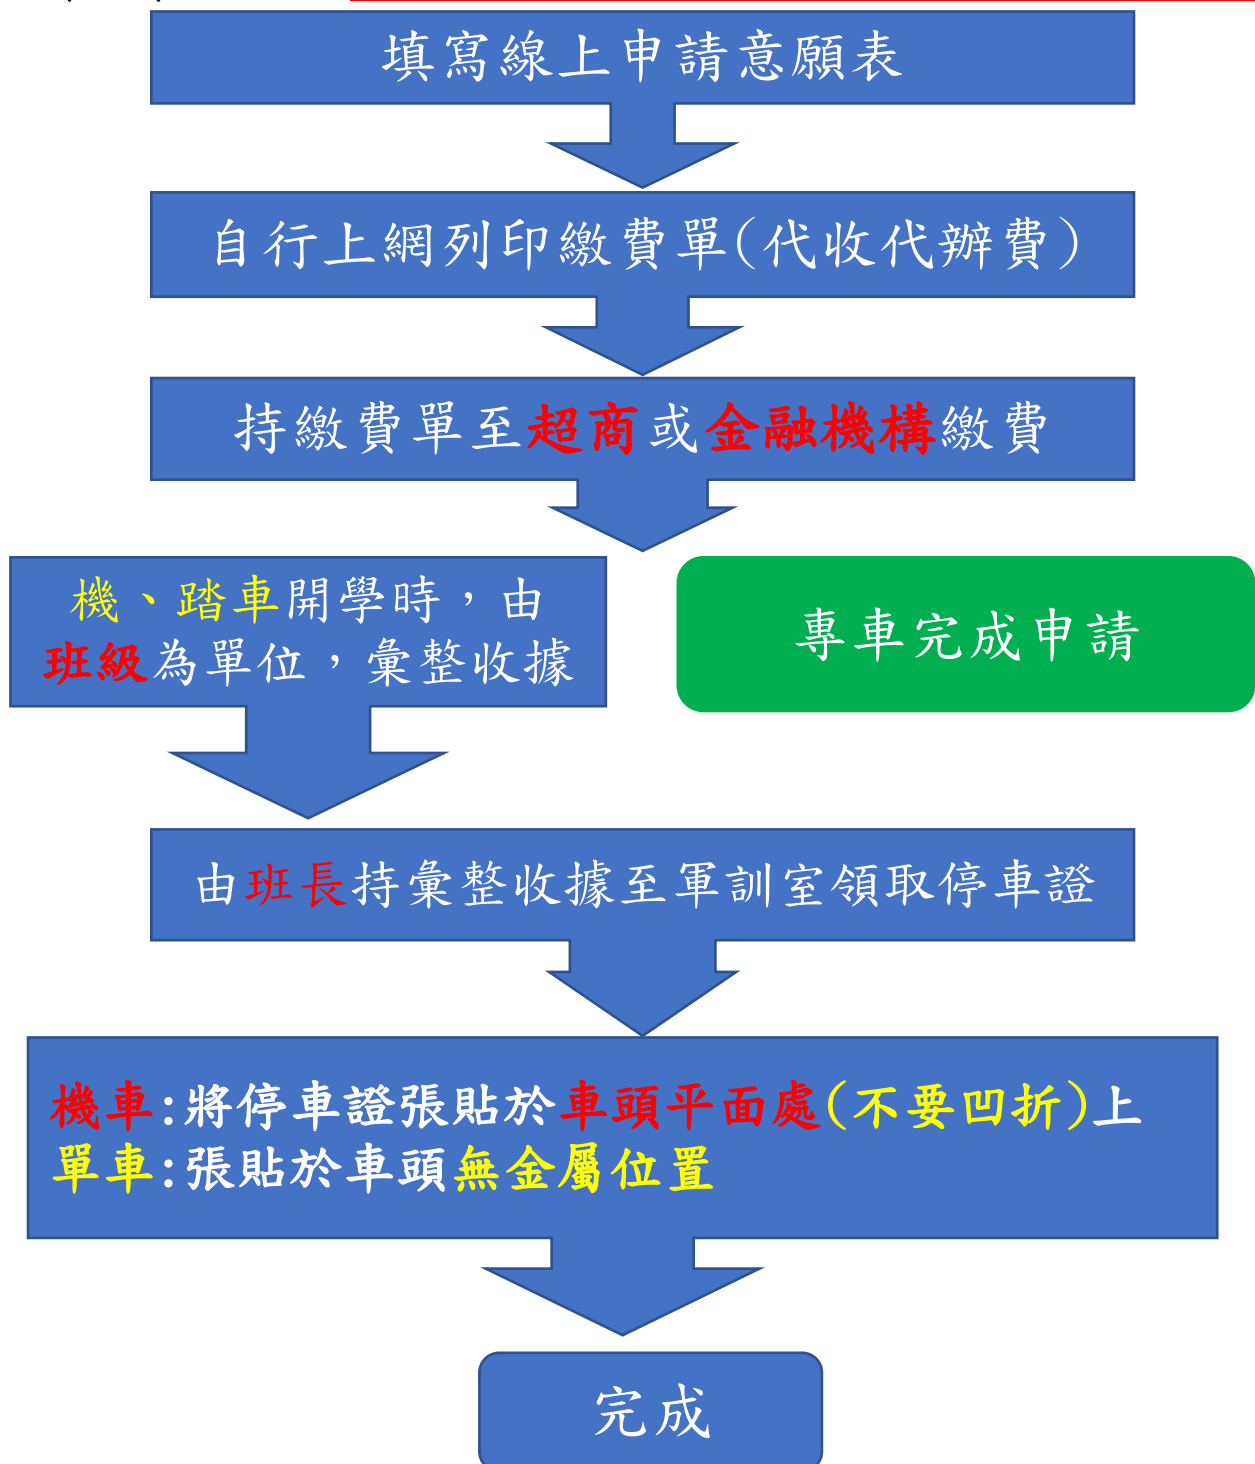 填寫線上申請意願表
自行上網列印繳費單(代收代辦費)
持繳費單至超商或金融機構繳費
機、踏車開學時，由
班級為單位，彙整收據
專車完成申請
由班長持彙整收據至軍訓室領取停車證
機車:將停車證張貼於車頭平面處(不要凹折)上
單車:張貼於車頭無金屬位置
完成